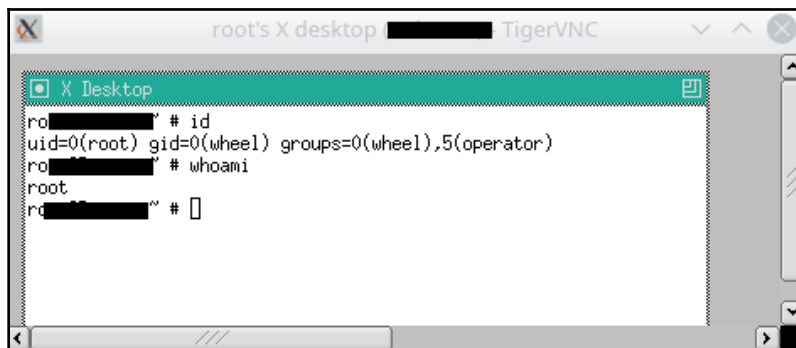 root's X desktop ( - TigerVNC
X Desktop
ro ~ # id
uid=0(root) gid=0(wheel) groups=0(wheel),5(operator)
ro ~ # whoami
root
ro ~ #